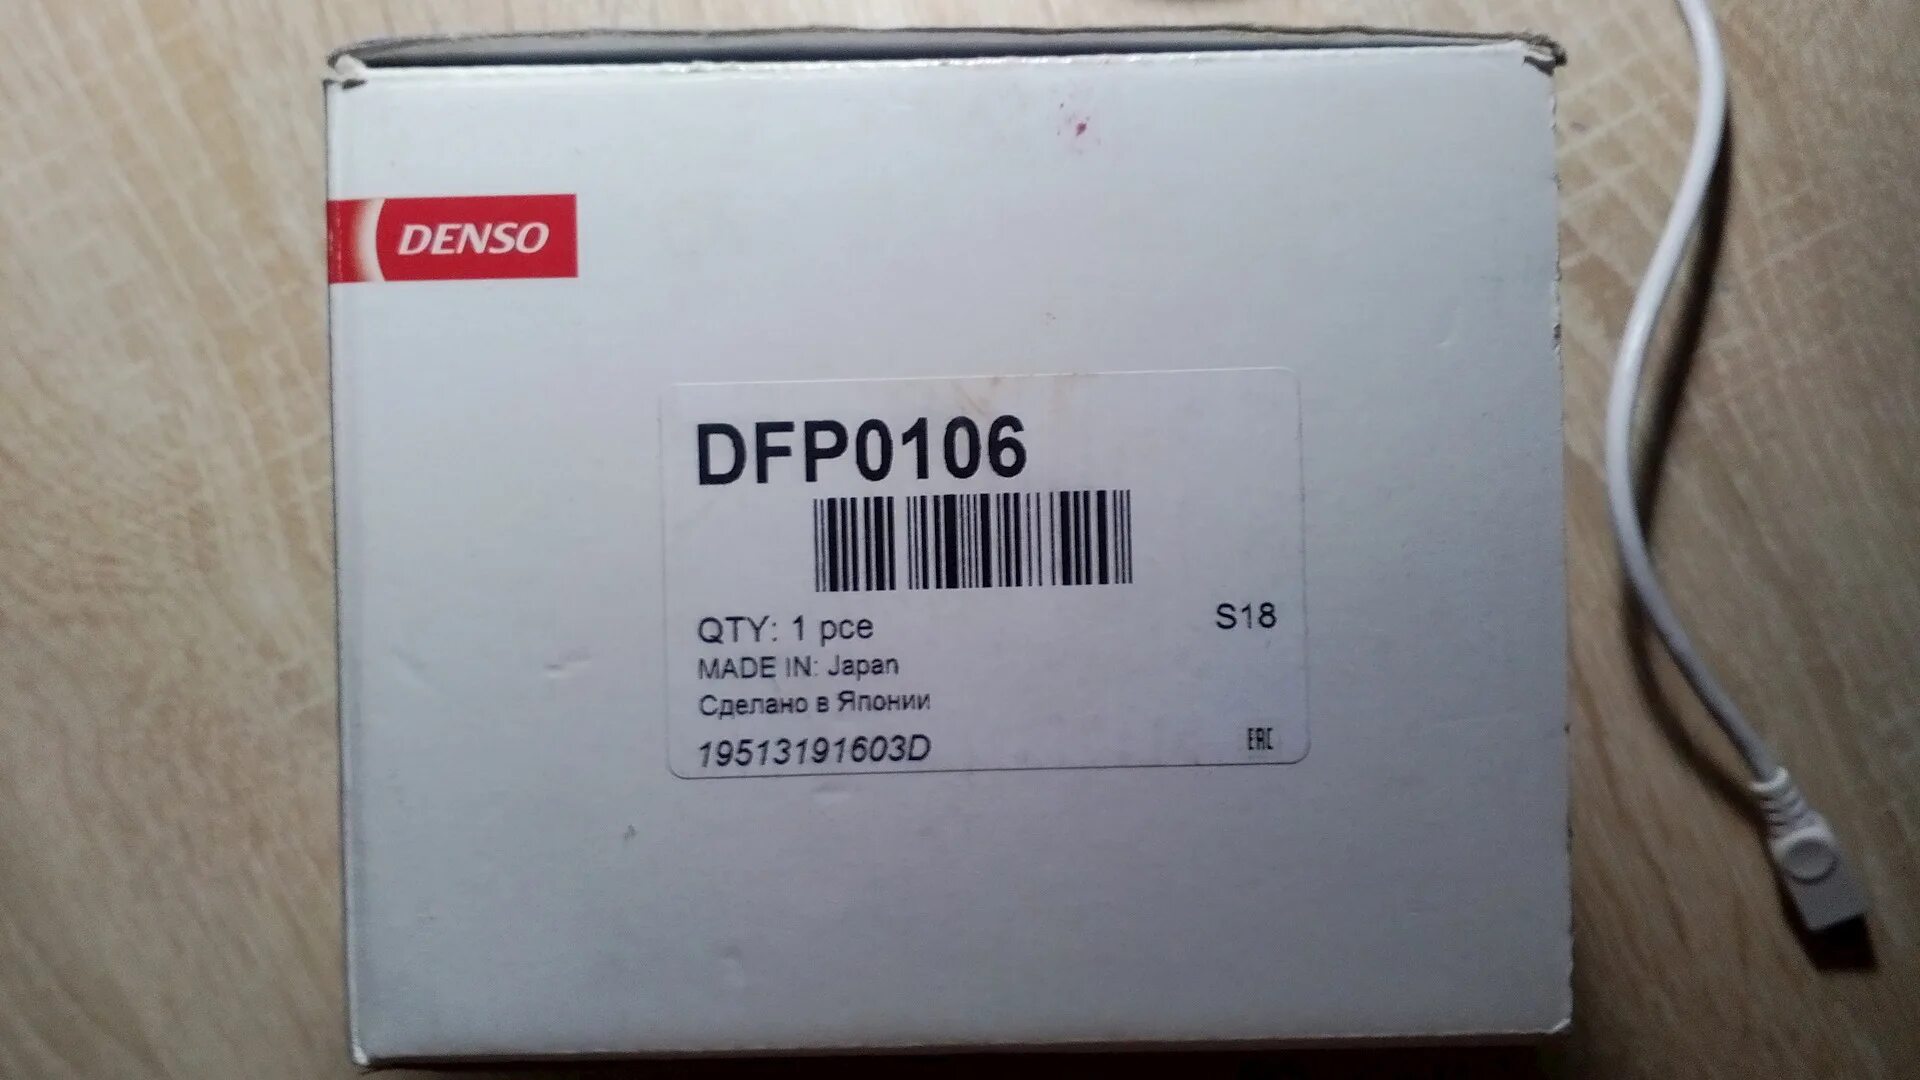 DENSO
DFP0106
QTY: 1 pce
S18
MADE IN: Japan
Сделано в Японии
19513191603D
EAC